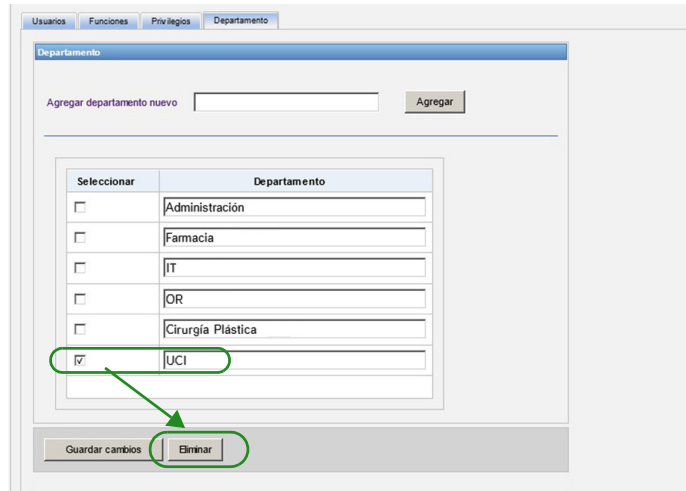 Usuarios Funciones Privilegios Departamento
Departamento
Agregar departamento nuevo Agregar
Seleccionar Departamento
Administración
Farmacia
IT
OR
Cirurgía Plástica
UCI
Guardar cambios Eliminar